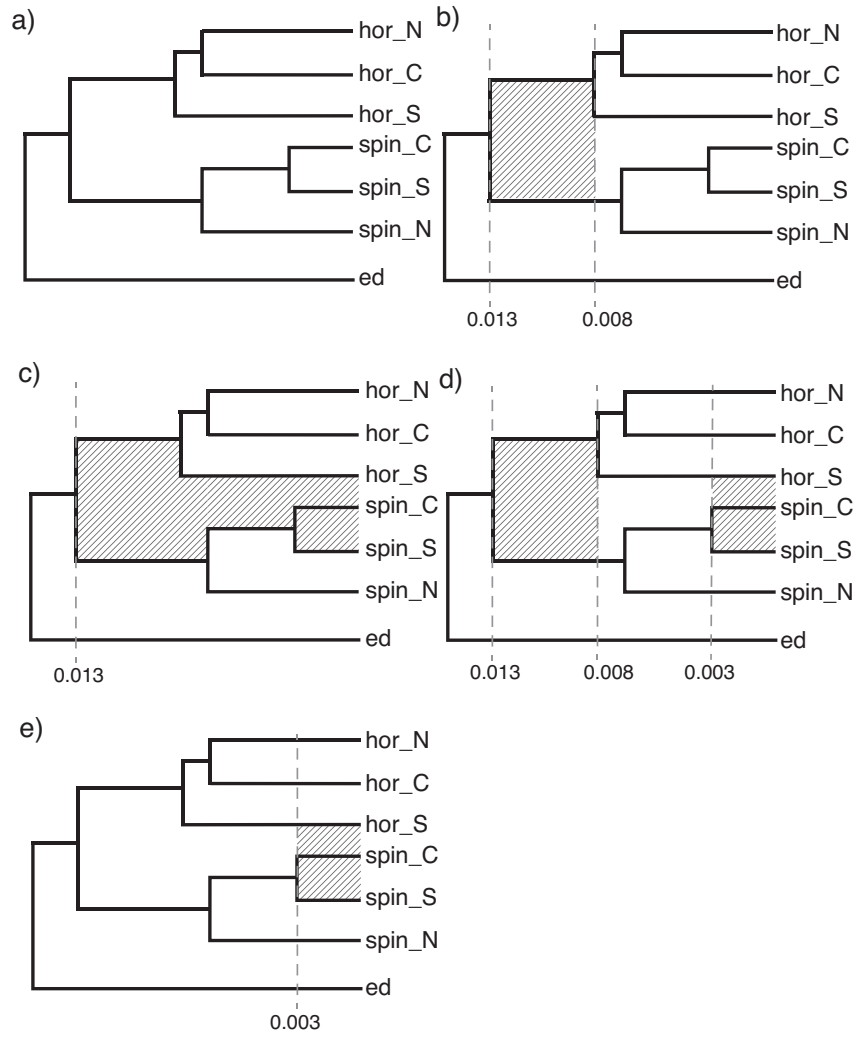 a)
hor_N
hor_C
hor_S
spin_C
spin_S
spin_N
ed
b)
hor_N
hor_C
hor_S
spin_C
spin_S
spin_N
ed
0.013 0.008
c)
hor_N
hor_C
hor_S
spin_C
spin_S
spin_N
ed
0.013
d)
hor_N
hor_C
hor_S
spin_C
spin_S
spin_N
ed
0.013 0.008 0.003
e)
hor_N
hor_C
hor_S
spin_C
spin_S
spin_N
ed
0.003